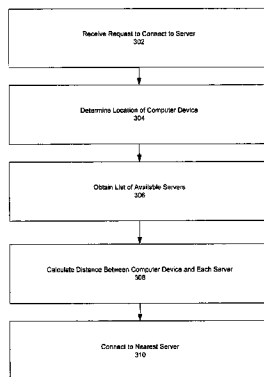 Receive Request to Connect to Server
302
Determine Location of Computer Device
304
Obtain List of Available Servers
306
Calculate Distance Between Computer Device and Each Server
308
Connect to Nearest Server
310